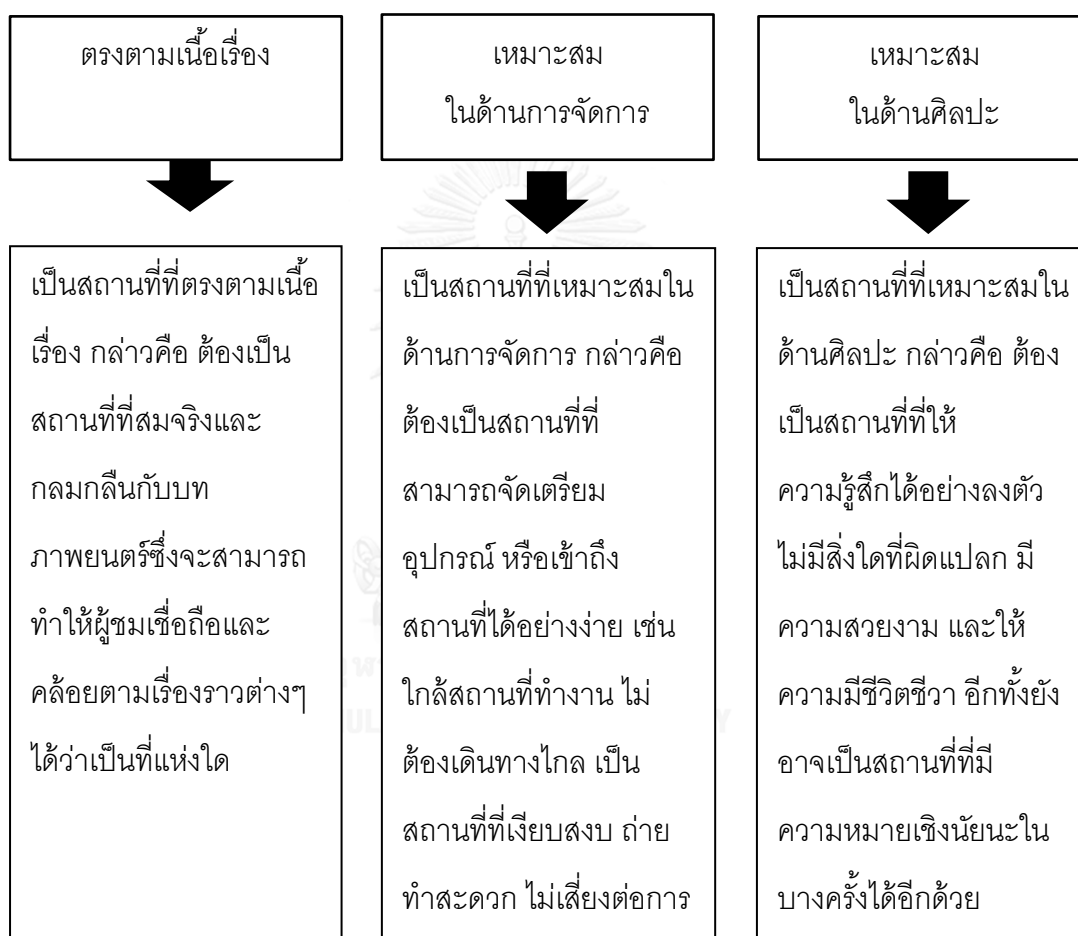 ตรงตามเนื้อเรื่อง
เหมาะสม
ในด้านการจัดการ
เหมาะสม
ในด้านศิลปะ
เป็นสถานที่ที่ตรงตามเนื้อ
เรื่อง กล่าวคือ ต้องเป็น
สถานที่ที่สมจริงและ
กลมกลืนกับบท
ภาพยนตร์ซึ่งจะสามารถ
ทำให้ผู้ชมเชื่อถือและ
คล้อยตามเรื่องราวต่างๆ
ได้ว่าเป็นที่แห่งใด
เป็นสถานที่ที่เหมาะสมใน
ด้านการจัดการ กล่าวคือ
ต้องเป็นสถานที่ที่
สามารถจัดเตรียม
อุปกรณ์ หรือเข้าถึง
สถานที่ได้อย่างง่าย เช่น
ใกล้สถานที่ทำงาน ไม่
ต้องเดินทางไกล เป็น
สถานที่ที่เงียบสงบ ถ่าย
ทำสะดวก ไม่เสี่ยงต่อการ
เป็นสถานที่ที่เหมาะสมใน
ด้านศิลปะ กล่าวคือ ต้อง
เป็นสถานที่ที่ให้
ความรู้สึกได้อย่างลงตัว
ไม่มีสิ่งใดที่ผิดแปลก มี
ความสวยงาม และให้
ความมีชีวิตชีวา อีกทั้งยัง
อาจเป็นสถานที่ที่มี
ความหมายเชิงนัยนะใน
บางครั้งได้อีกด้วย